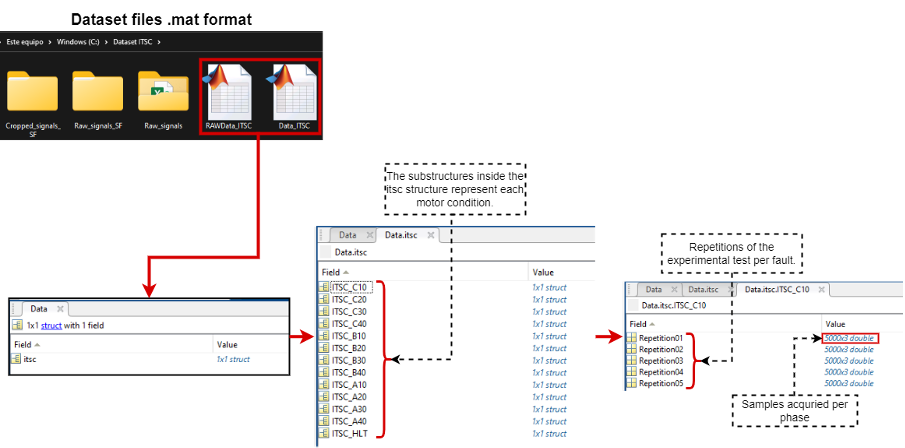 Dataset files .mat format
Este equipo > Windows (C:) > Dataset ITSC >
Cropped_signals_
SF
Raw_signals_SF
Raw_signals
RAWData_ITSC
Data_ITSC
The substructures inside the
itsc structure represent each
motor condition.
Data
1x1 struct with 1 field
Field Value
itsc 1x1 struct
Data Data.itsc
Data.itsc
Field Value
ITSC_C10 1x1 struct
ITSC_C20 1x1 struct
ITSC_C30 1x1 struct
ITSC_C40 1x1 struct
ITSC_B10 1x1 struct
ITSC_B20 1x1 struct
ITSC_B30 1x1 struct
ITSC_B40 1x1 struct
ITSC_A10 1x1 struct
ITSC_A20 1x1 struct
ITSC_A30 1x1 struct
ITSC_A40 1x1 struct
ITSC_HLT 1x1 struct
Repetitions of the
experimental test per fault.
Data Data.itsc Data.itsc.ITSC_C10
Data.itsc.ITSC_C10
Field Value
Repetition01 5000x3 double
Repetition02 5000x3 double
Repetition03 5000x3 double
Repetition04 5000x3 double
Repetition05 5000x3 double
Samples acquried per
phase